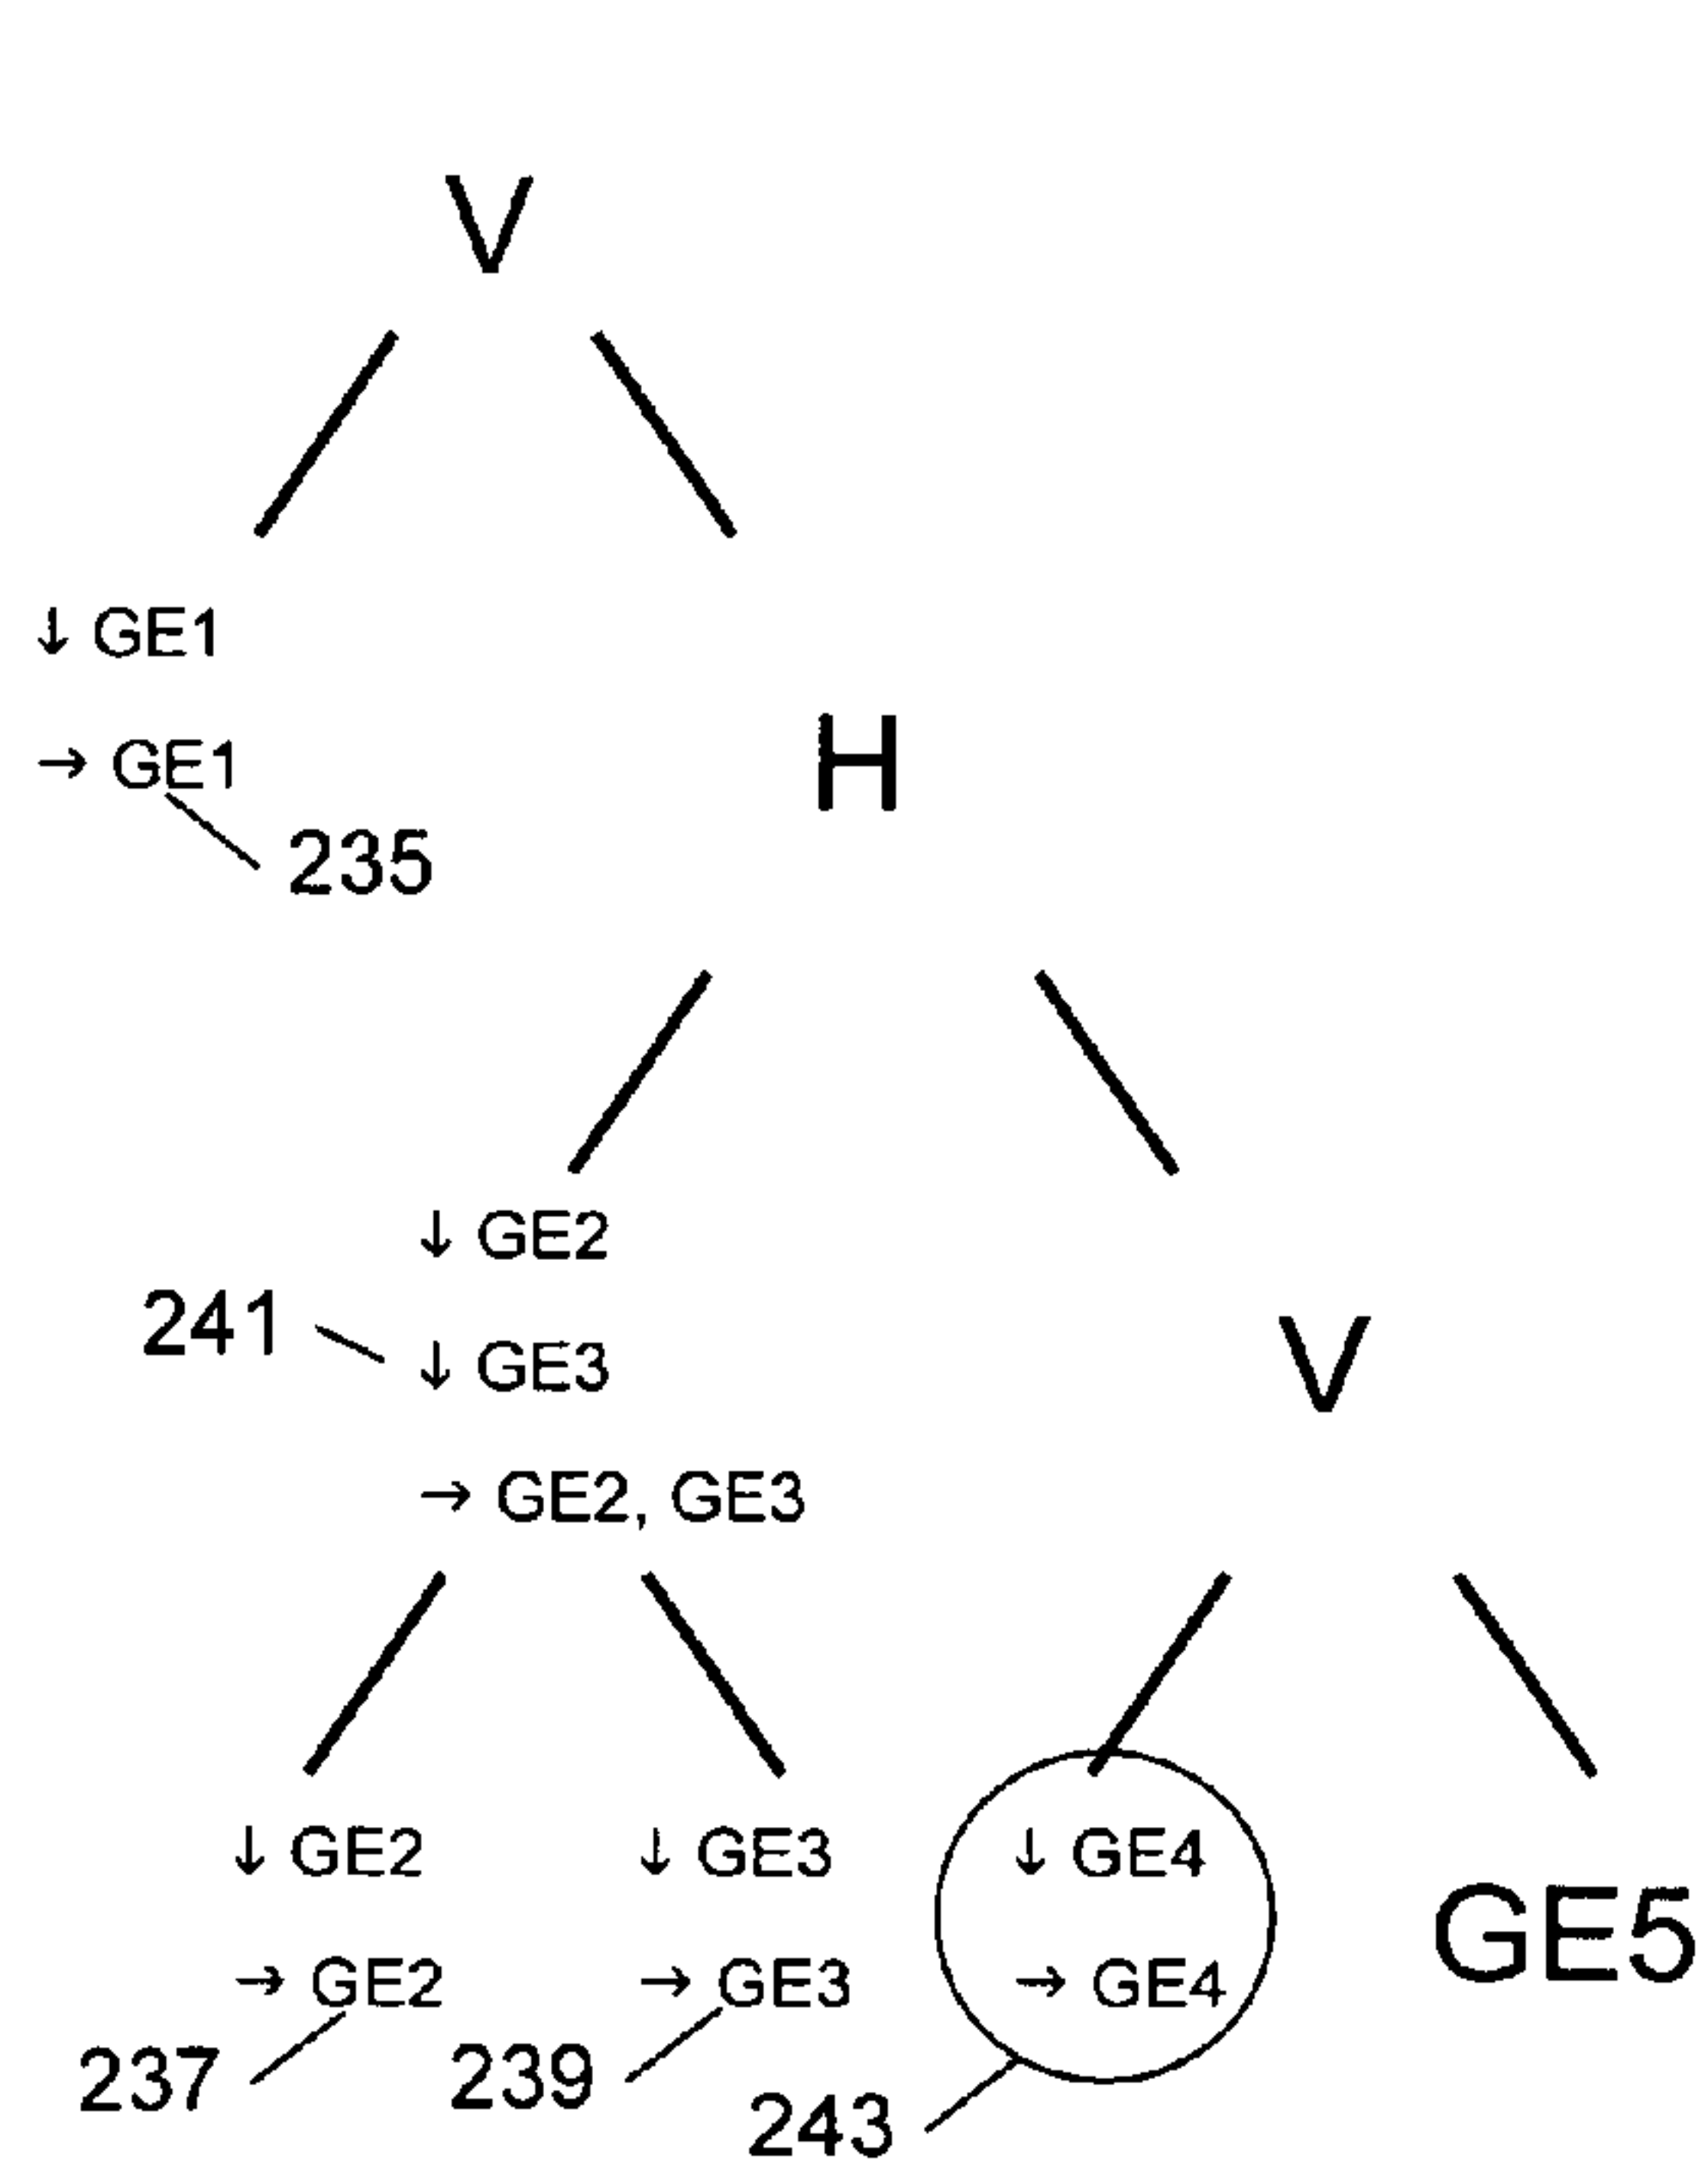 V
↓ GE1
→ GE1
235
H
↓ GE2
241
↓ GE3
→ GE2, GE3
V
↓ GE2
→ GE2
237
↓ GE3
→ GE3
239
↓ GE4
→ GE4
243
GE5